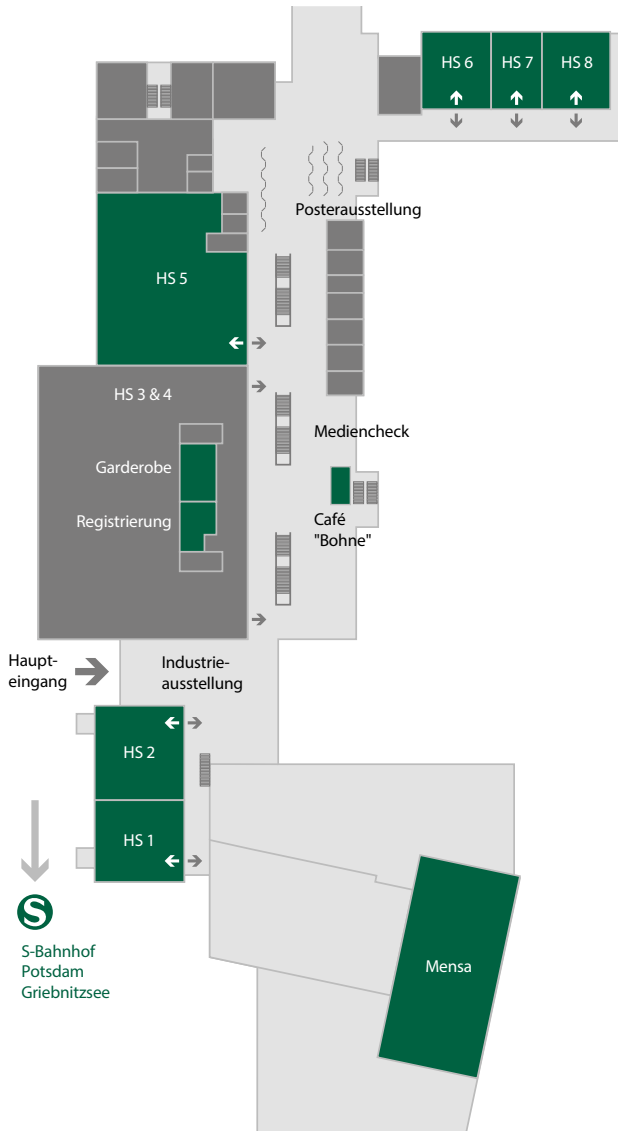 HS 6
HS 7
HS 8
Posterausstellung
HS 5
HS 3 & 4
Mediencheck
Garderobe
Registrierung
Café
"Bohne"
Haupt-
eingang
Industrie-
ausstellung
HS 2
HS 1
S
S-Bahnhof
Potsdam
Griebnitzsee
Mensa